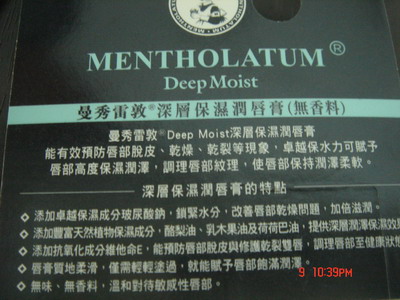 MENTHOLATUM®
Deep Moist
曼秀雷敦®深層保濕潤唇膏(無香料)
曼秀雷敦®Deep Moist深層保濕潤唇膏
能有效預防唇部脫皮、乾燥、乾裂等現象,卓越保水力可賦予
唇部高度保濕潤澤,調理唇部紋理,使唇部保持潤澤柔軟。
深層保濕潤唇膏的特點
◇添加卓越保濕成分玻尿酸鈉,鎖緊水分,改善唇部乾燥問題,加倍滋潤。
◇添加豐富天然植物保濕成分,酪梨油、乳木果油及荷荷巴油,提供深層潤澤保濕效果
◇添加抗氧化成分維他命E,能預防唇部脫皮與修護乾裂雙唇,調理唇部至健康狀態
◇唇膏質地柔滑,僅需輕輕塗過,就能賦予唇部飽滿潤澤。
◇無味、無香料,溫和對待敏感性唇部。
9 10:39PM